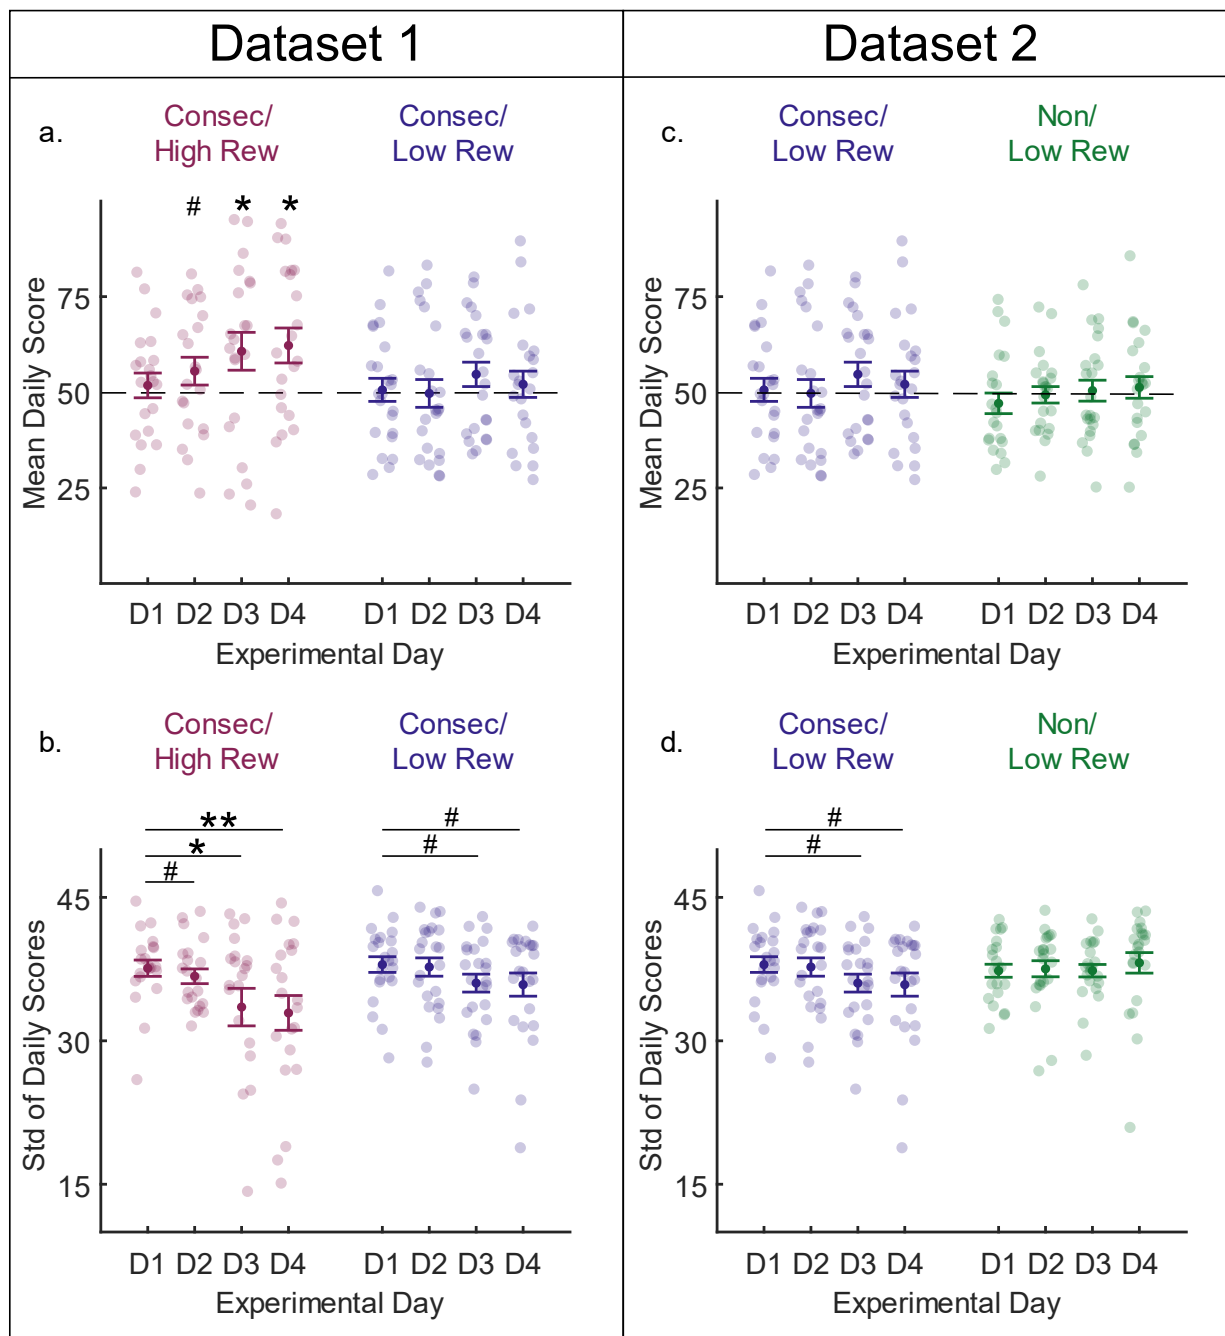 Dataset 1
Dataset 2
a.
Consec/
High Rew
Consec/
Low Rew
# * *
Mean Daily Score
75
50
25
D1 D2 D3 D4
D1 D2 D3 D4
Experimental Day
c.
Consec/
Low Rew
Non/
Low Rew
Mean Daily Score
75
50
25
D1 D2 D3 D4
D1 D2 D3 D4
Experimental Day
b.
Consec/
High Rew
Consec/
Low Rew
**
*
#
#
#
Std of Daily Scores
45
30
15
D1 D2 D3 D4
D1 D2 D3 D4
Experimental Day
d.
Consec/
Low Rew
Non/
Low Rew
#
#
Std of Daily Scores
45
30
15
D1 D2 D3 D4
D1 D2 D3 D4
Experimental Day